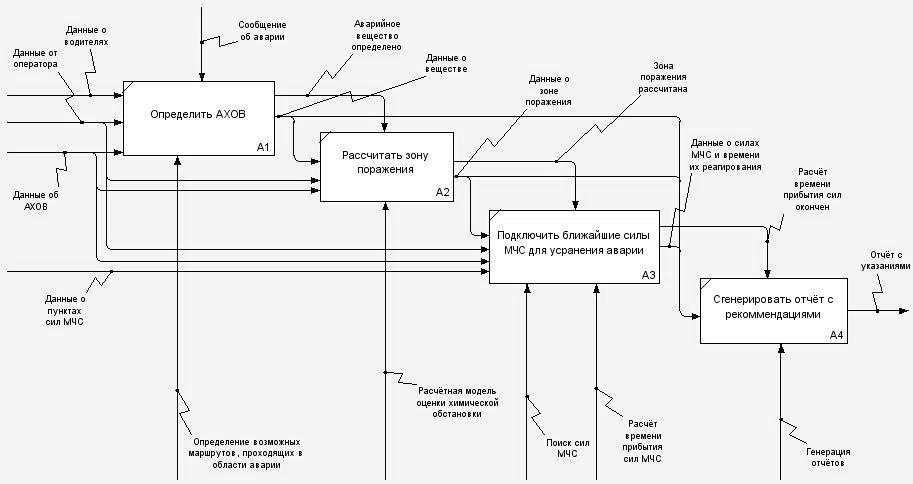 Сообщение
об аварии
Данные о
водителях
Данные от
оператора
Аварийное
вещество
определено
Данные о
веществе
Определить АХОВ
A1
Данные о
зоне
поражения
Зона
поражения
рассчитана
Рассчитать зону
поражения
A2
Данные об
АХОВ
Данные о силах
МЧС и времени
их реагирования
Расчёт
времени
прибытия сил
окончен
Подключить ближайшие силы
МЧС для усранения аварии
A3
Отчёт с
указаниями
Данные о
пунктах
сил МЧС
Сгенерировать отчёт с
рекоммендациями
A4
Расчётная модель
оценки химической
обстановки
Определение возможных
маршрутов, проходящих в
области аварии
Поиск сил
МЧС
Расчёт
времени
прибытия
сил МЧС
Генерация
отчётов